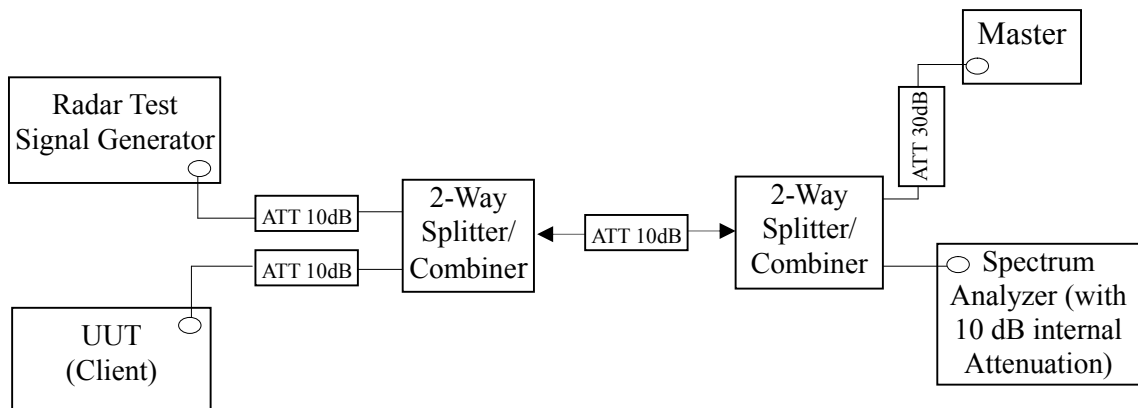 Master
Radar Test
Signal Generator
ATT 30dB
ATT 10dB
2-Way
Splitter/
Combiner
ATT 10dB
2-Way
Splitter/
Combiner
ATT 10dB
UUT
(Client)
Spectrum
Analyzer (with
10 dB internal
Attenuation)